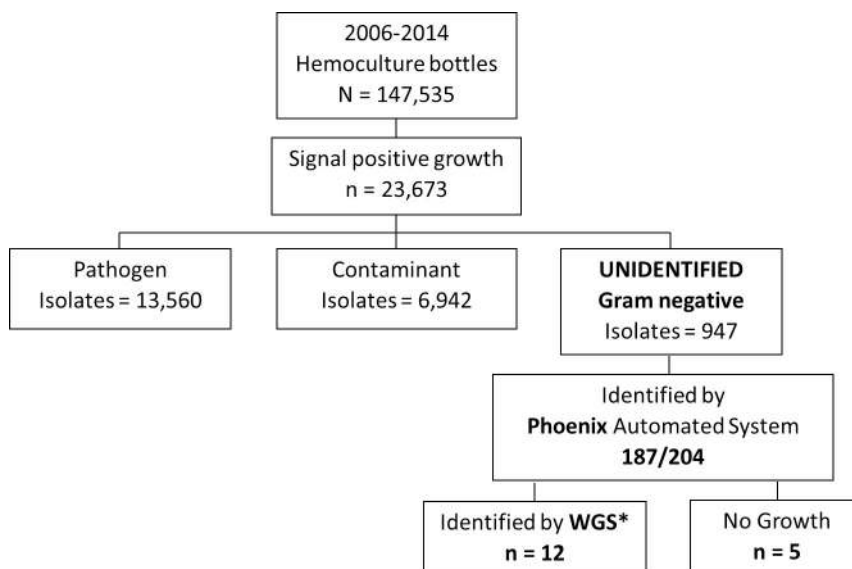 2006-2014
Hemoculture bottles
N = 147,535
Signal positive growth
n = 23,673
Pathogen
Isolates = 13,560
Contaminant
Isolates = 6,942
UNIDENTIFIED
Gram negative
Isolates = 947
Identified by
Phoenix Automated System
187/204
Identified by WGS*
n = 12
No Growth
n = 5